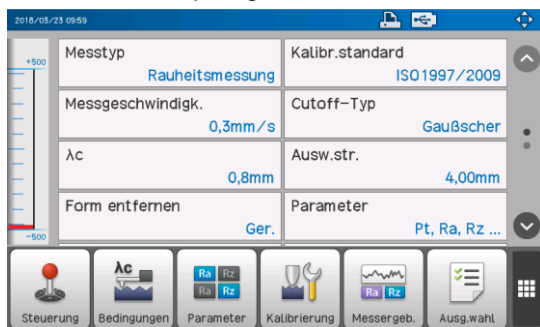 2018/03/23 09:59
+500
-500
Messtyp
Rauheitsmessung
Kalibr.standard
ISO1997/2009
Messgeschwindigk.
0,3mm/s
Cutoff-Typ
Gaußscher
λc
0,8mm
Ausw.str.
4,00mm
Form entfernen
Ger.
Parameter
Pt, Ra, Rz ...
Steuerung
λc
Bedingungen
Ra Rz
Ra Rz
Parameter
Kalibrierung
Ra Rz
Messergeb.
Ausg.wahl